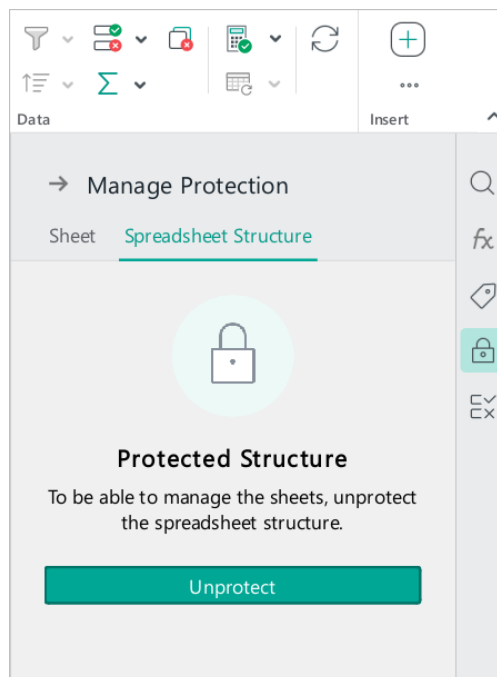 Data
Insert
Manage Protection
Sheet
Spreadsheet Structure
Protected Structure
To be able to manage the sheets, unprotect
the spreadsheet structure.
Unprotect